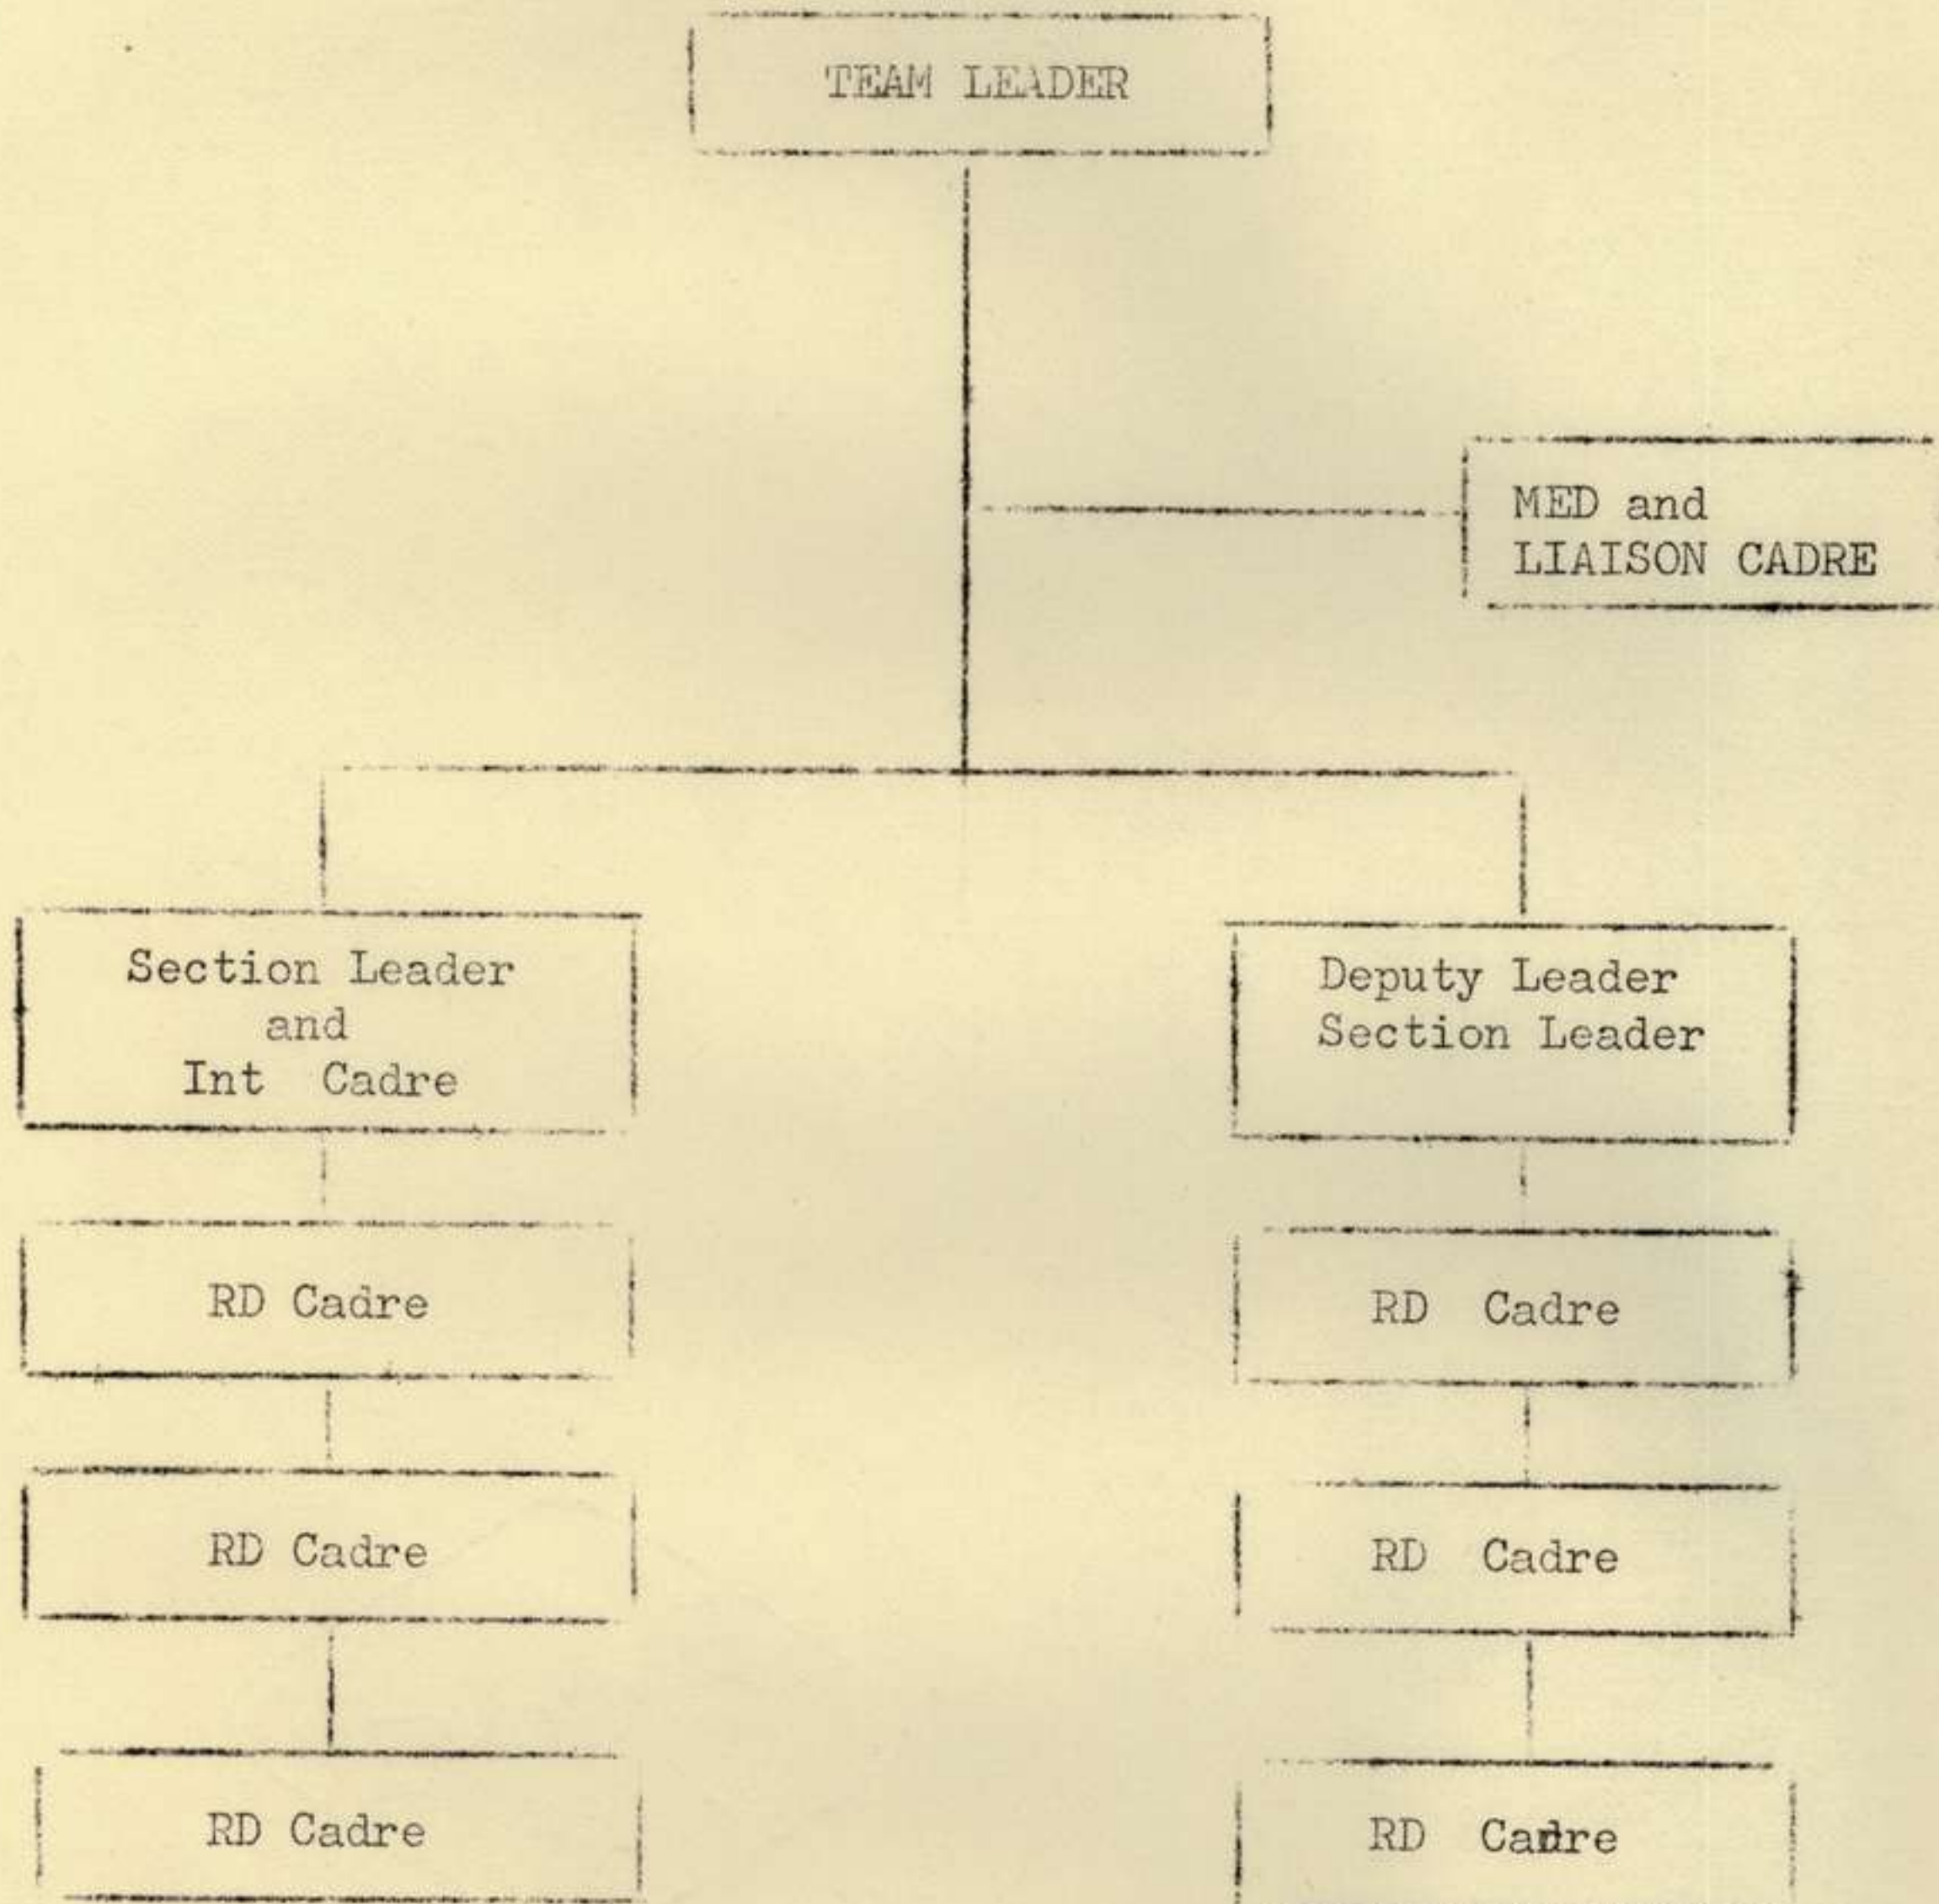 TEAM LEADER
MED and
LIAISON CADRE
Section Leader
and
Int Cadre
Deputy Leader
Section Leader
RD Cadre
RD Cadre
RD Cadre
RD Cadre
RD Cadre
RD Cadre